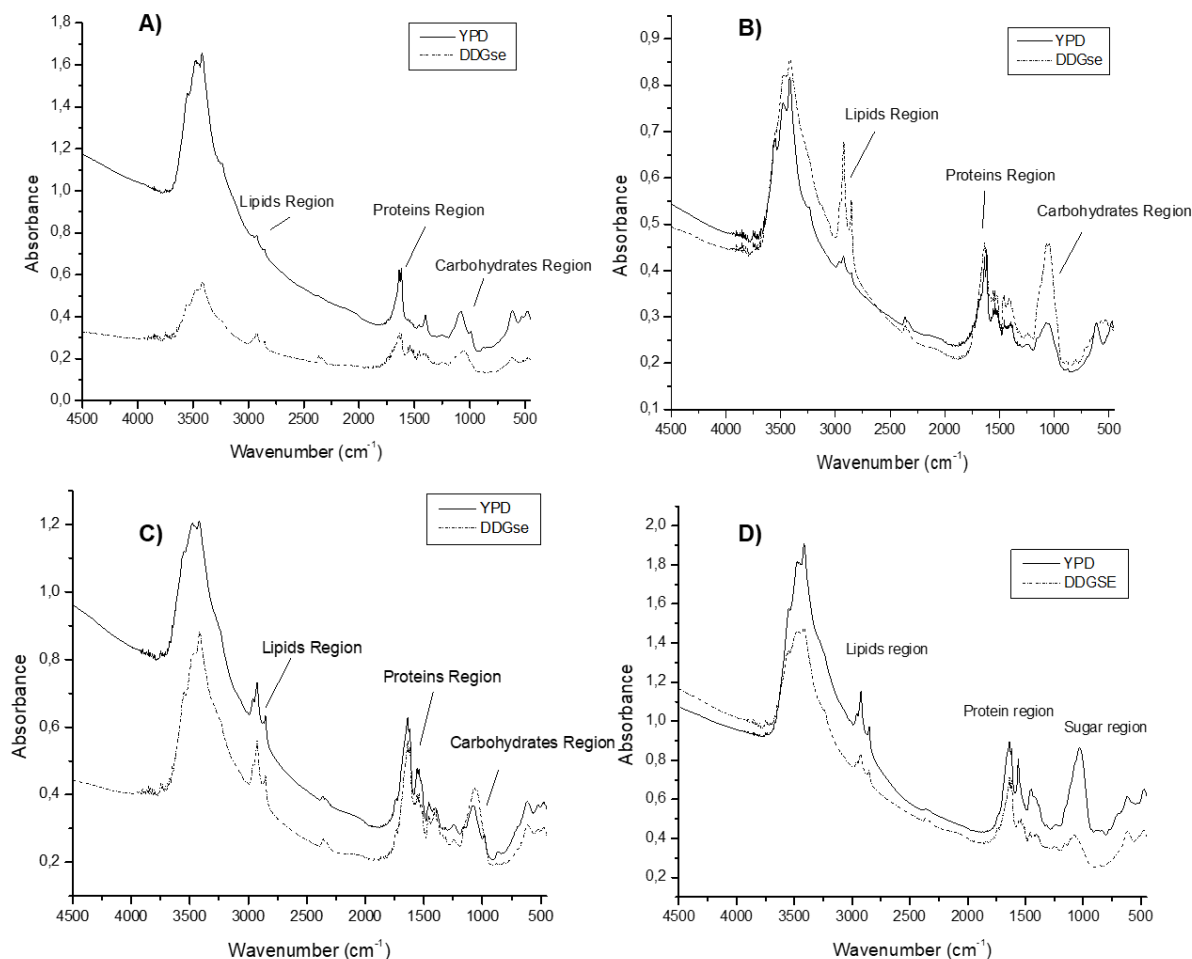 A)
YPD
DDGse
Lipids Region
Proteins Region
Carbohydrates Region
Absorbance
1,8
1,6
1,4
1,2
1,0
0,8
0,6
0,4
0,2
0,0
4500 4000 3500 3000 2500 2000 1500 1000 500
Wavenumber (cm⁻¹)
B)
YPD
DDGse
Lipids Region
Proteins Region
Carbohydrates Region
Absorbance
0,9
0,8
0,7
0,6
0,5
0,4
0,3
0,2
0,1
4500 4000 3500 3000 2500 2000 1500 1000 500
Wavenumber (cm⁻¹)
C)
YPD
DDGse
Lipids Region
Proteins Region
Carbohydrates Region
Absorbance
1,2
1,0
0,8
0,6
0,4
0,2
4500 4000 3500 3000 2500 2000 1500 1000 500
Wavenumber (cm⁻¹)
D)
YPD
DDGSE
Lipids region
Protein region
Sugar region
Absorbance
2,0
1,8
1,6
1,4
1,2
1,0
0,8
0,6
0,4
0,2
4500 4000 3500 3000 2500 2000 1500 1000 500
Wavenumber (cm⁻¹)